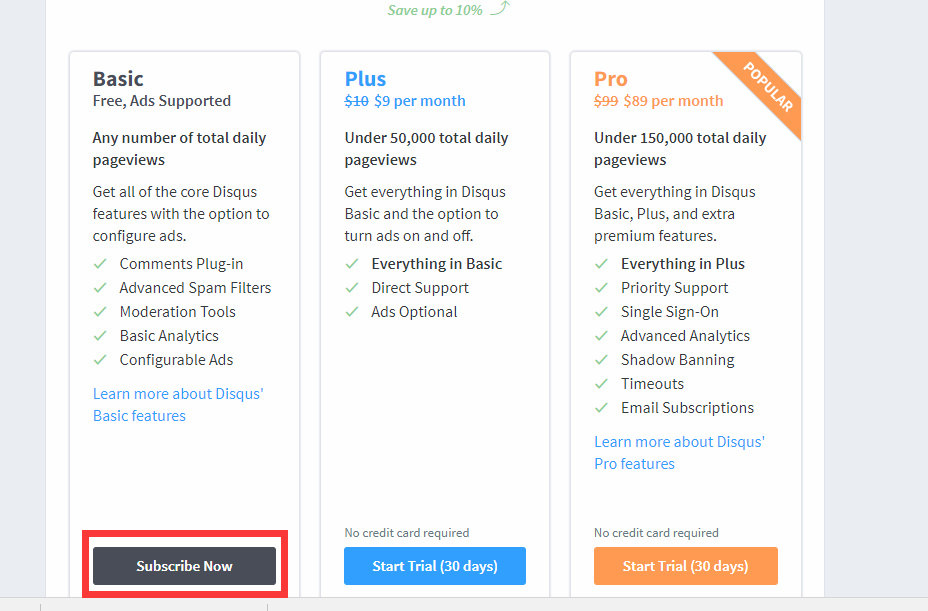 Save up to 10%
Basic
Free, Ads Supported
Any number of total daily
pageviews
Get all of the core Disqus
features with the option to
configure ads.
Comments Plug-in
Advanced Spam Filters
Moderation Tools
Basic Analytics
Configurable Ads
Learn more about Disqus'
Basic features
Subscribe Now
Plus
$10 $9 per month
Under 50,000 total daily
pageviews
Get everything in Disqus
Basic and the option to
turn ads on and off.
Everything in Basic
Direct Support
Ads Optional
No credit card required
Start Trial (30 days)
POPULAR
Pro
$99 $89 per month
Under 150,000 total daily
pageviews
Get everything in Disqus
Basic, Plus, and extra
premium features.
Everything in Plus
Priority Support
Single Sign-On
Advanced Analytics
Shadow Banning
Timeouts
Email Subscriptions
Learn more about Disqus'
Pro features
No credit card required
Start Trial (30 days)